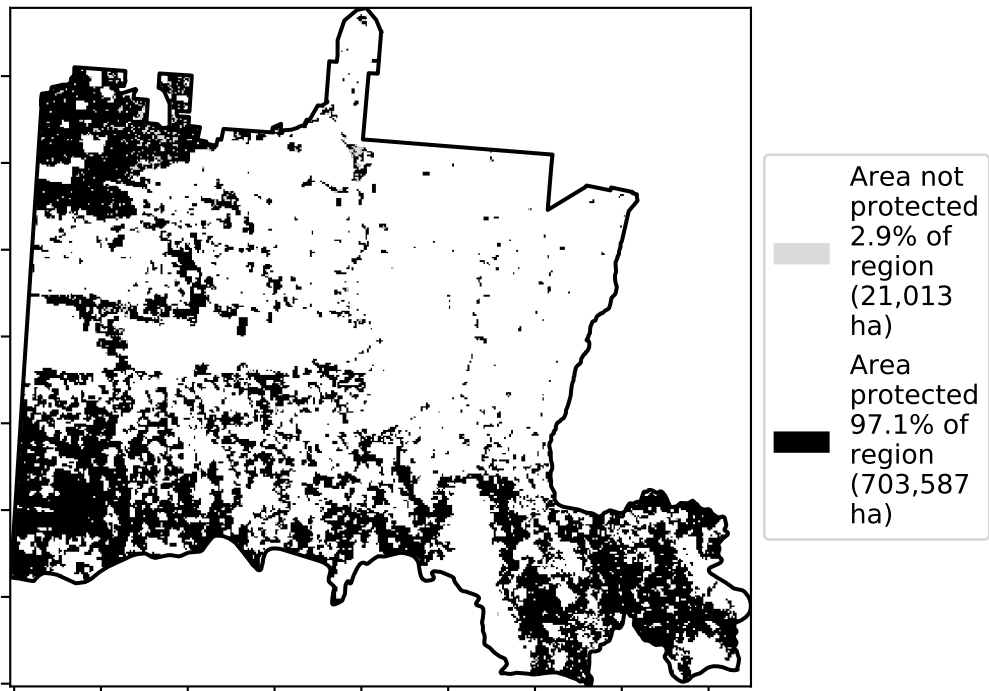 Area not
protected
2.9% of
region
(21,013
ha)
Area
protected
97.1% of
region
(703,587
ha)